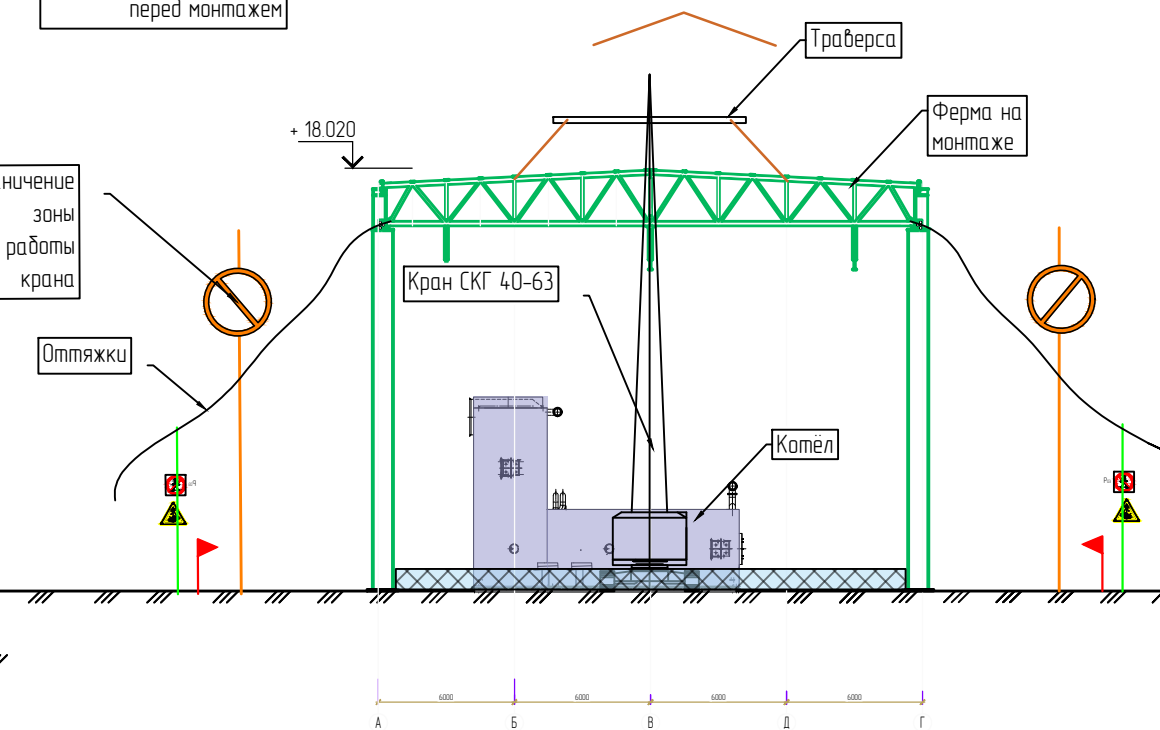 перед монтажем
Траверса
Ферма на
монтаже
+ 18.020
ничение
зоны
работы
крана
Кран СКГ 40-63
Оттяжки
Котёл
6000
6000
6000
6000
А
Б
В
Д
Г